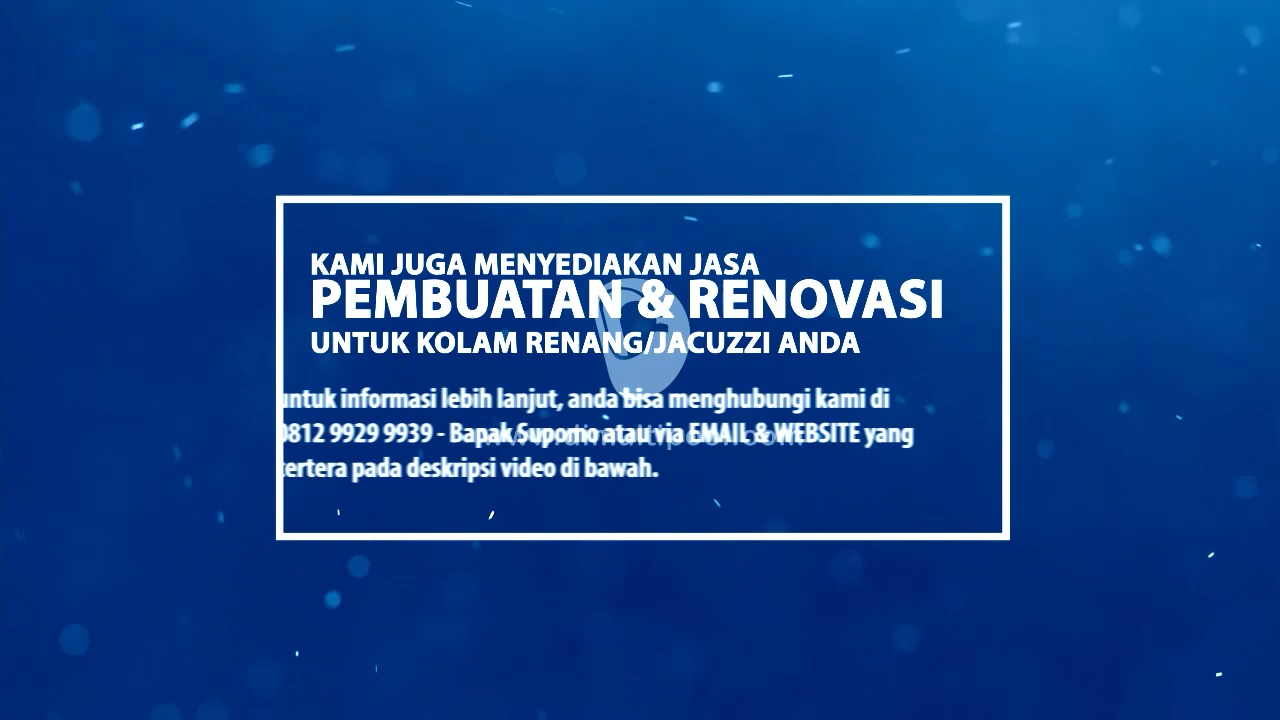 KAMI JUGA MENYEDIAKAN JASA
PEMBUATAN & RENOVASI
UNTUK KOLAM RENANG/JACUZZI ANDA
untuk informasi lebih lanjut, anda bisa menghubungi kami di
0812 9929 9939 - Bapak Supomo atau via EMAIL & WEBSITE yang
tertera pada deskripsi video di bawah.